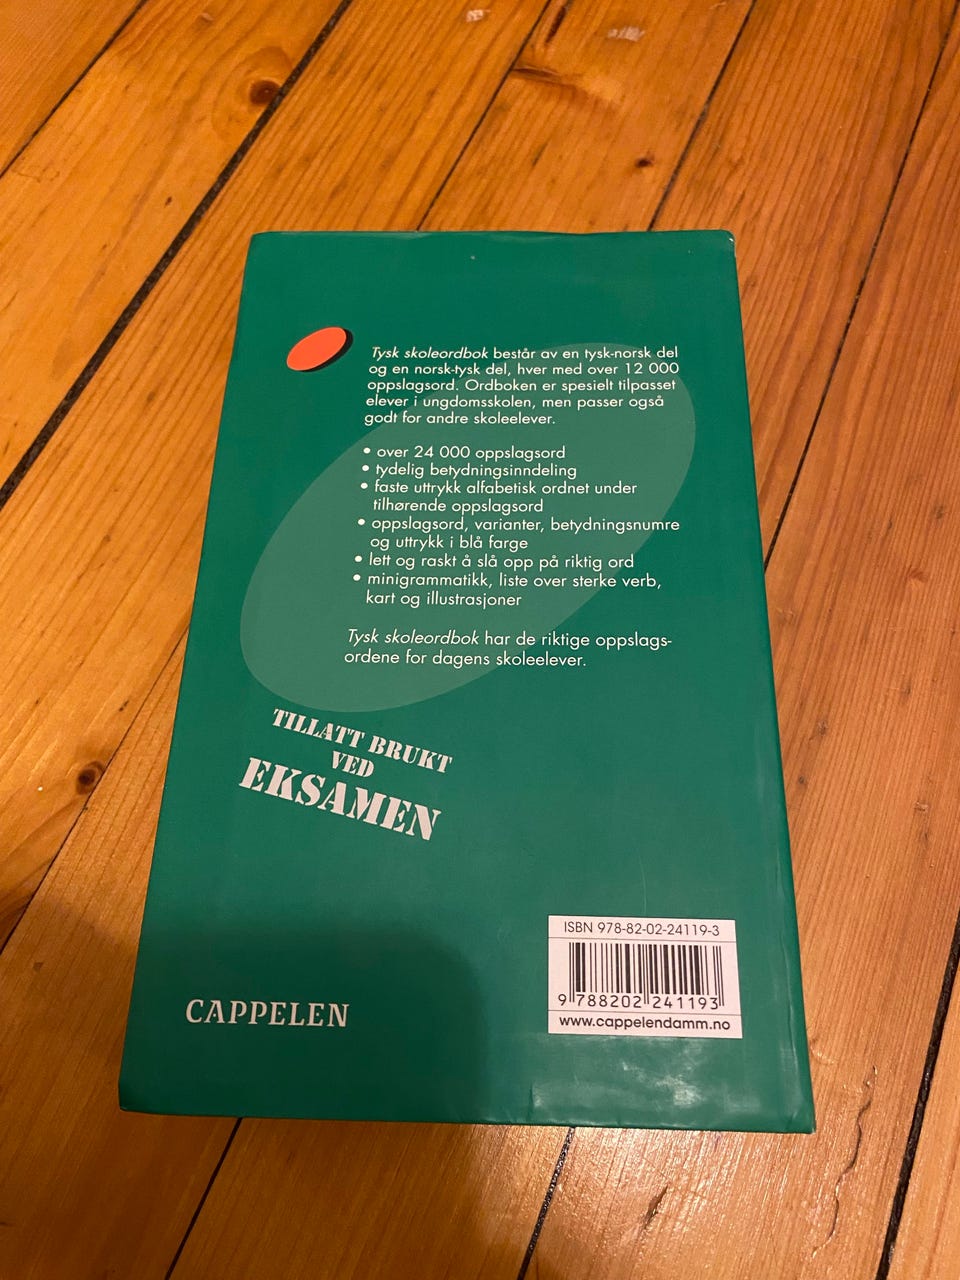 Tysk skoleordbok består av en tysk-norsk del
og en norsk-tysk del, hver med over 12 000
oppslagsord. Ordboken er spesielt tilpasset
elever i ungdomsskolen, men passer også
godt for andre skoleelever.
• over 24 000 oppslagsord
• tydelig betydningsinndeling
• faste uttrykk alfabetisk ordnet under
tilhørende oppslagsord
• oppslagsord, varianter, betydningsnumre
og uttrykk i blå farge
• lett og raskt å slå opp på riktig ord
• minigrammatikk, liste over sterke verb,
kart og illustrasjoner
Tysk skoleordbok har de riktige oppslags-
ordene for dagens skoleelever.
TILLATT BRUKT
VED
EKSAMEN
ISBN 978-82-02-24119-3
9 788202 241193
www.cappelendamm.no
CAPPELEN